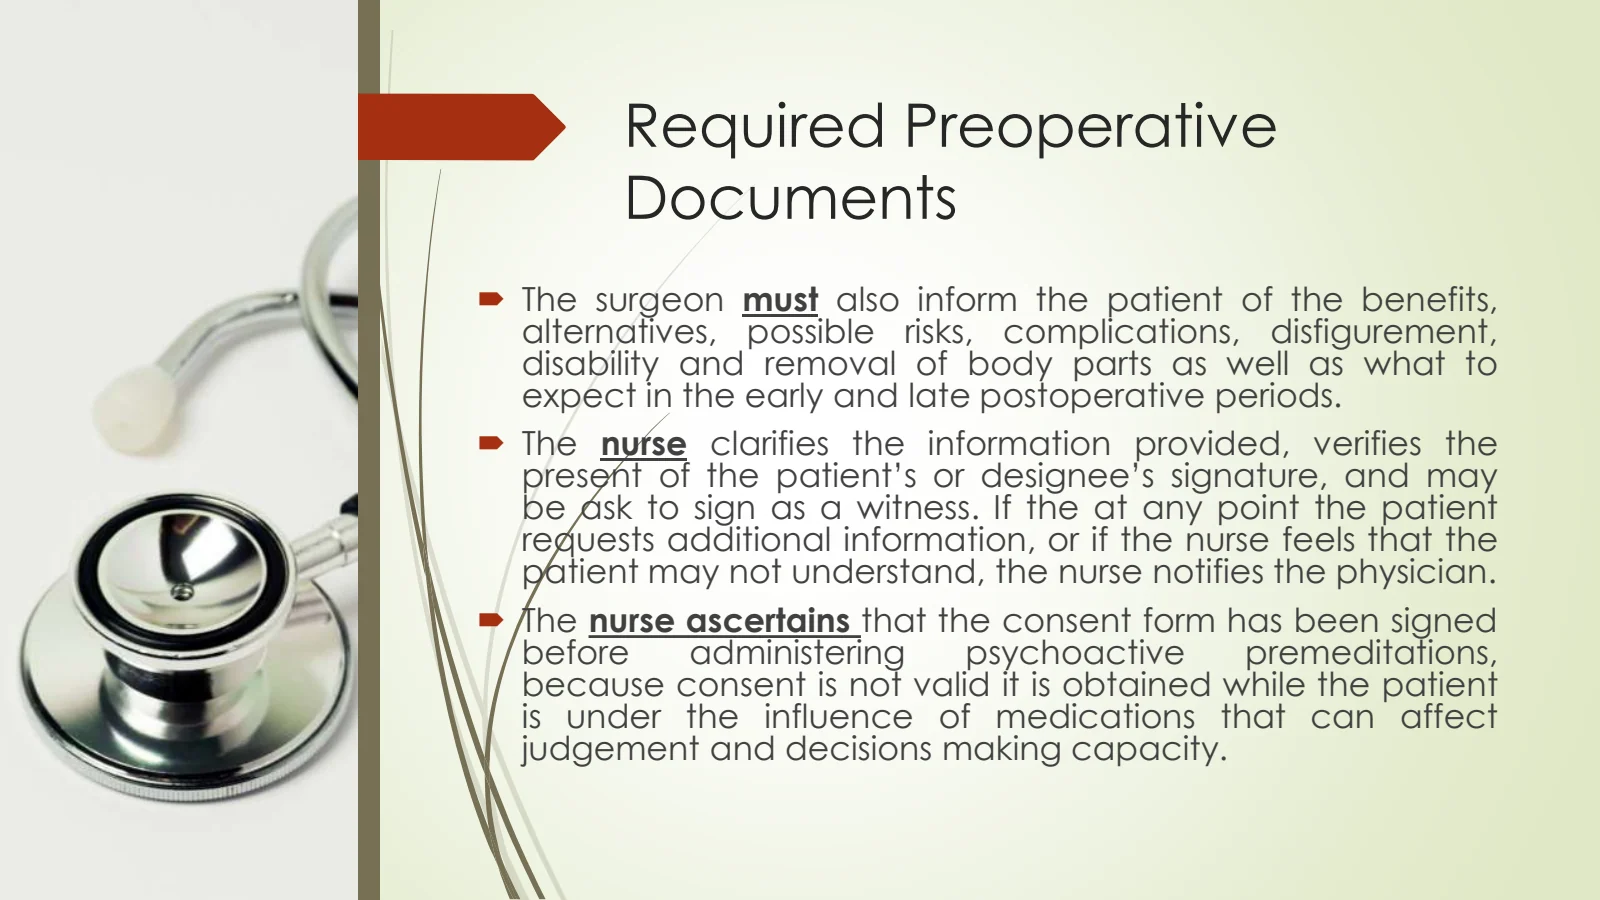 Required Preoperative
Documents
The surgeon must also inform the patient of the benefits,
alternatives, possible risks, complications, disfigurement,
disability and removal of body parts as well as what to
expect in the early and late postoperative periods.
The nurse clarifies the information provided, verifies the
present of the patient’s or designee’s signature, and may
be ask to sign as a witness. If the at any point the patient
requests additional information, or if the nurse feels that the
patient may not understand, the nurse notifies the physician.
The nurse ascertains that the consent form has been signed
before administering psychoactive premeditations,
because consent is not valid it is obtained while the patient
is under the influence of medications that can affect
judgement and decisions making capacity.